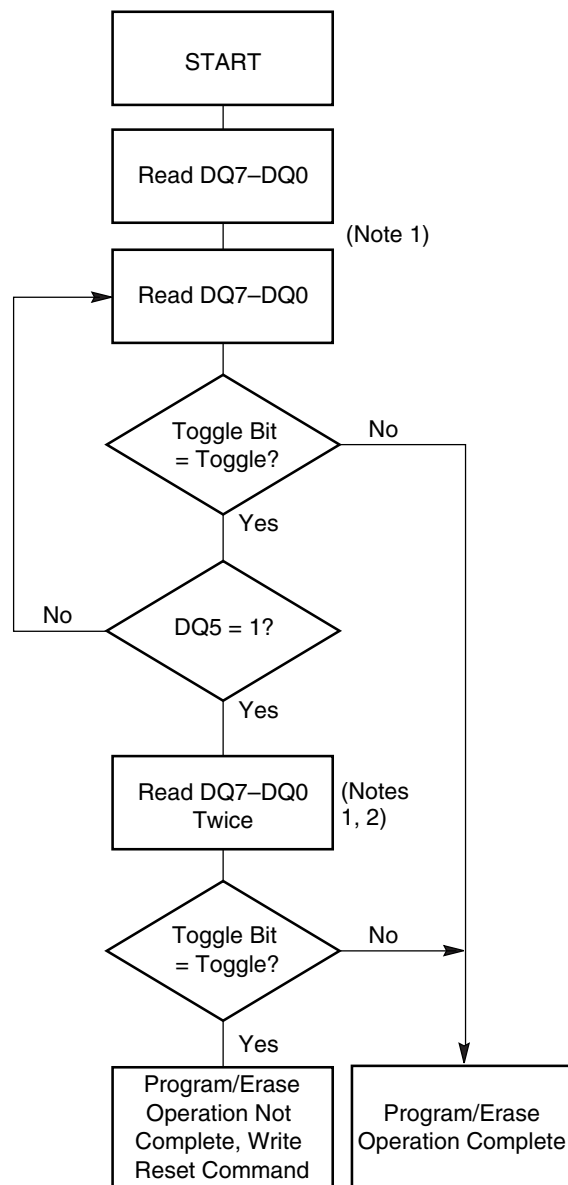 START
Read DQ7–DQ0
(Note 1)
Read DQ7–DQ0
Toggle Bit
= Toggle?
No
Yes
No
DQ5 = 1?
Yes
Read DQ7–DQ0
Twice
(Notes
1, 2)
Toggle Bit
= Toggle?
No
Yes
Program/Erase
Operation Not
Complete, Write
Reset Command
Program/Erase
Operation Complete